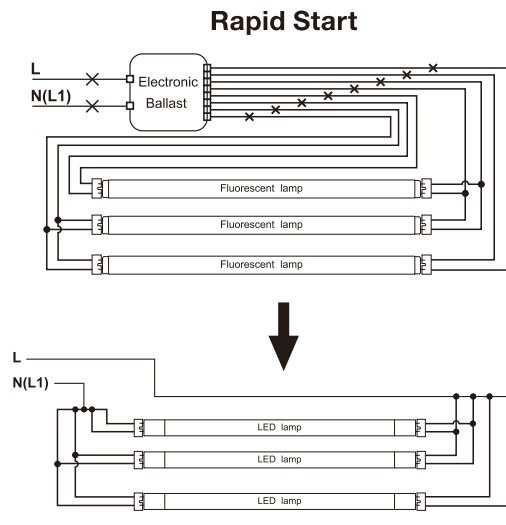 Rapid Start
L
N(L1)
Electronic
Ballast
Fluorescent lamp
Fluorescent lamp
Fluorescent lamp
L
N(L1)
LED lamp
LED lamp
LED lamp